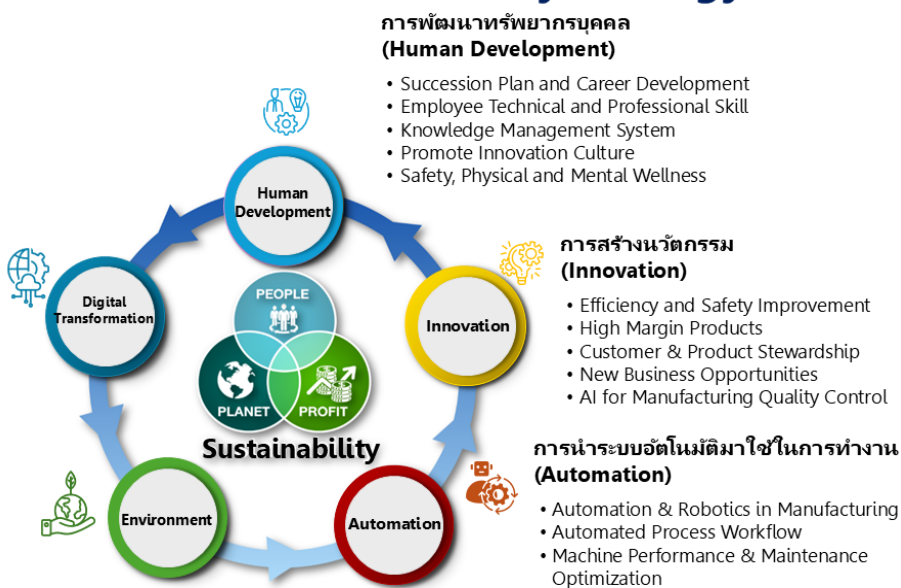 การพัฒนาทรัพยากรบุคคล
(Human Development)
• Succession Plan and Career Development
• Employee Technical and Professional Skill
• Knowledge Management System
• Promote Innovation Culture
• Safety, Physical and Mental Wellness
Human
Development
Digital
Transformation
PEOPLE
PLANET
PROFIT
Sustainability
Innovation
การสร้างนวัตกรรม
(Innovation)
• Efficiency and Safety Improvement
• High Margin Products
• Customer & Product Stewardship
• New Business Opportunities
• AI for Manufacturing Quality Control
Environment
Automation
การนำระบบอัตโนมัติมาใช้ในการทำงาน
(Automation)
• Automation & Robotics in Manufacturing
• Automated Process Workflow
• Machine Performance & Maintenance
Optimization